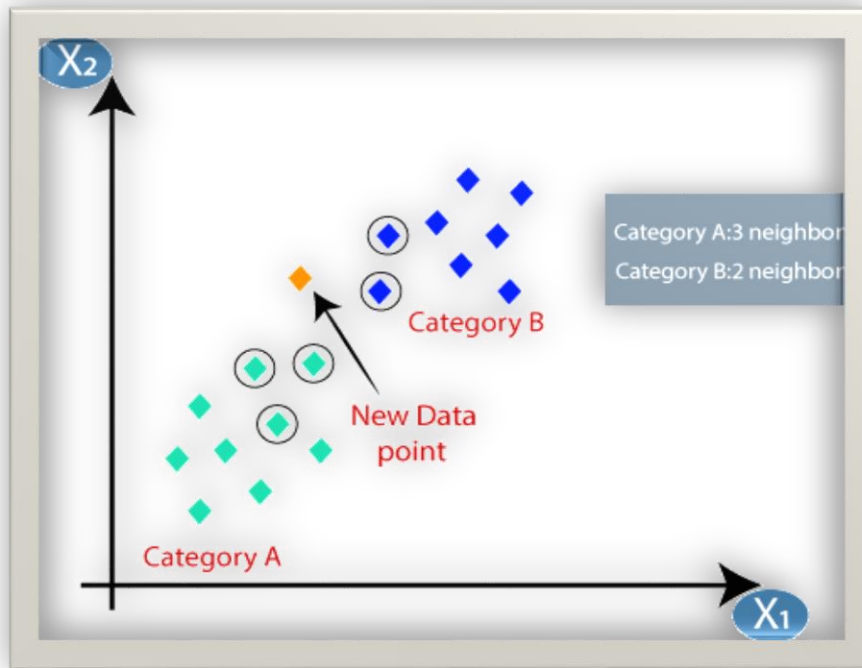 X2
Category A:3 neighbor
Category B:2 neighbor
Category B
New Data
point
Category A
X1